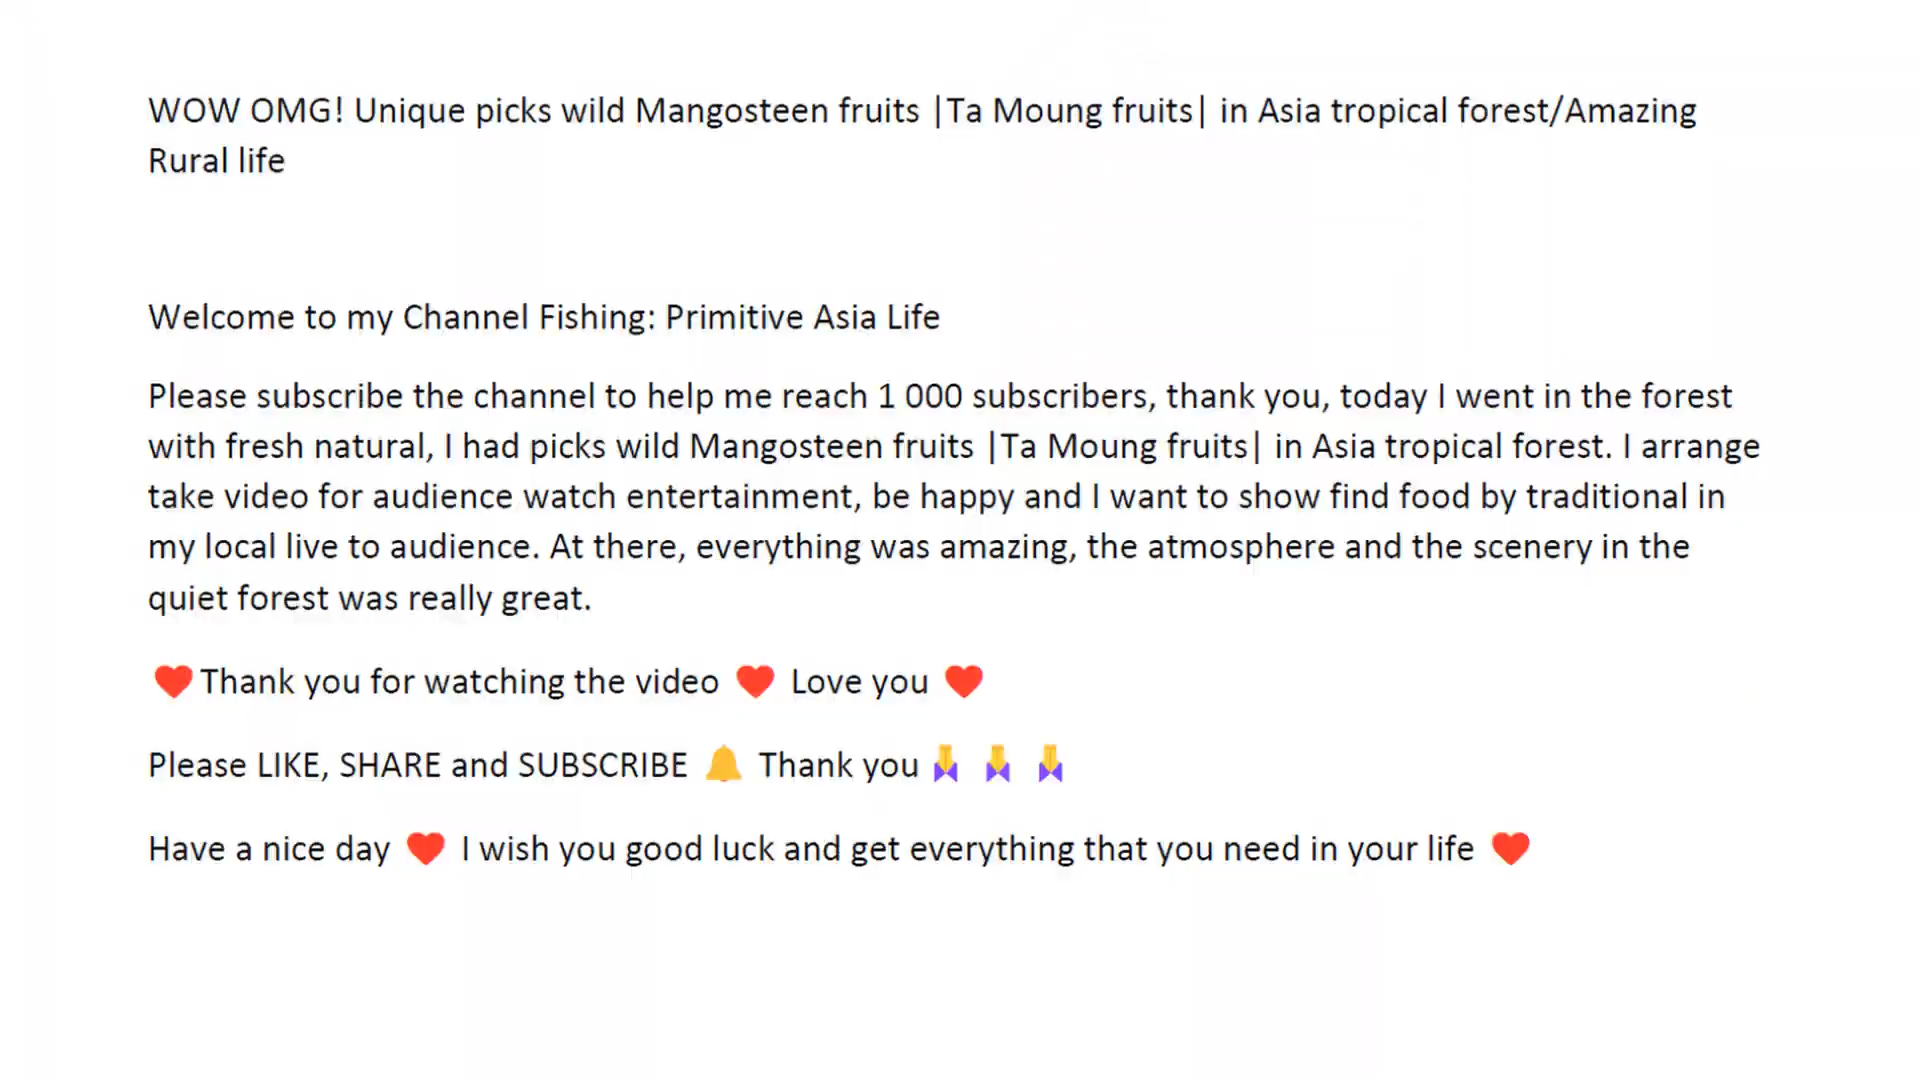 WOW OMG! Unique picks wild Mangosteen fruits |Ta Moung fruits| in Asia tropical forest/Amazing
Rural life
Welcome to my Channel Fishing: Primitive Asia Life
Please subscribe the channel to help me reach 1 000 subscribers, thank you, today I went in the forest
with fresh natural, I had picks wild Mangosteen fruits |Ta Moung fruits| in Asia tropical forest. I arrange
take video for audience watch entertainment, be happy and I want to show find food by traditional in
my local live to audience. At there, everything was amazing, the atmosphere and the scenery in the
quiet forest was really great.
❤️Thank you for watching the video ❤️ Love you ❤️
Please LIKE, SHARE and SUBSCRIBE 🔔 Thank you🙏 🙏 🙏
Have a nice day ❤️ I wish you good luck and get everything that you need in your life ❤️